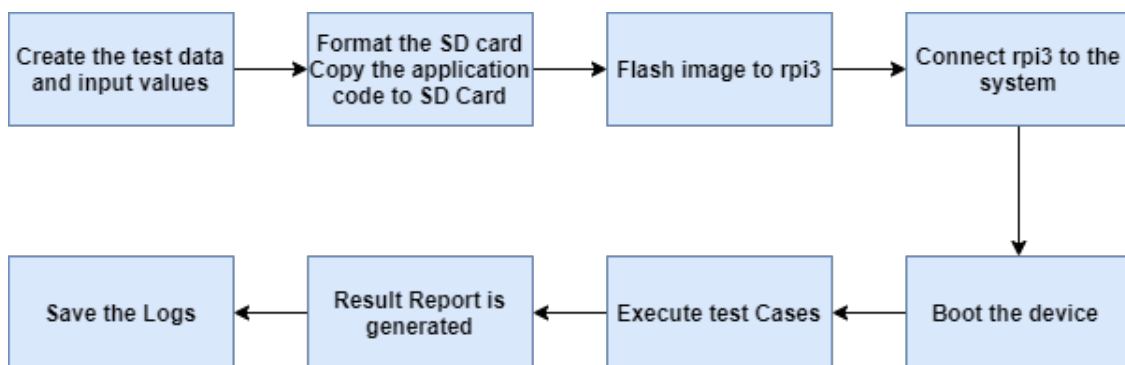 Create the test data
and input values
Format the SD card
Copy the application
code to SD Card
Flash image to rpi3
Connect rpi3 to the
system
Boot the device
Execute test Cases
Result Report is
generated
Save the Logs